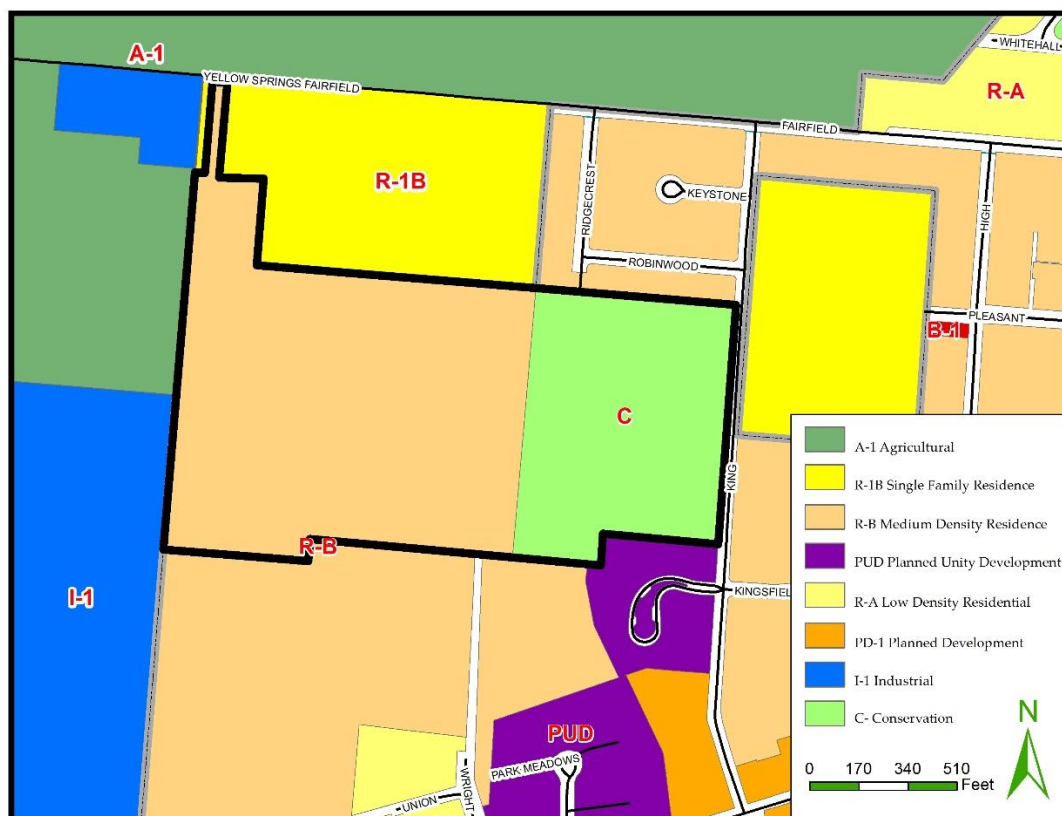 WHITEHALL
A-1
YELLOW SPRINGS FAIRFIELD
R-A
FAIRFIELD
R-1B
RIDGECREST
KEYSTONE
HIGH
ROBINWOOD
PLEASANT
B-1
C
KING
R-B
I-1
KINGSFIEL
PUD
PARK MEADOWS
WRIGHT
UNION
A-1 Agricultural
R-1B Single Family Residence
R-B Medium Density Residence
PUD Planned Unity Development
R-A Low Density Residential
PD-1 Planned Development
I-1 Industrial
C- Conservation
N
0 170 340 510
Feet